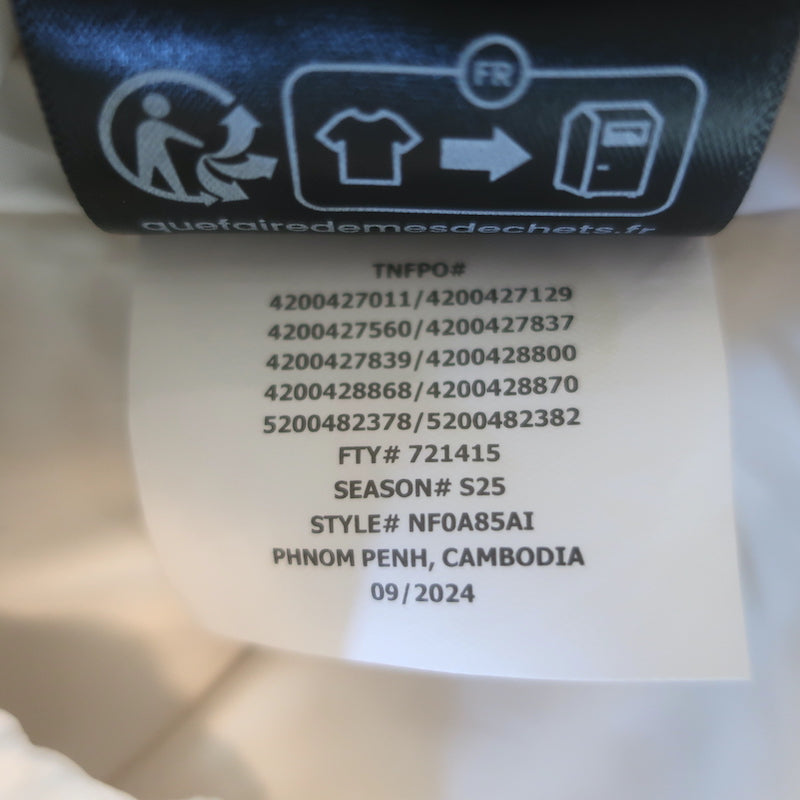 FR
quefairedemesdechets.fr
TNFPO#
4200427011/4200427129
4200427560/4200427837
4200427839/4200428800
4200428868/4200428870
5200482378/5200482382
FTY# 721415
SEASON# S25
STYLE# NF0A85AI
PHNOM PENH, CAMBODIA
09/2024